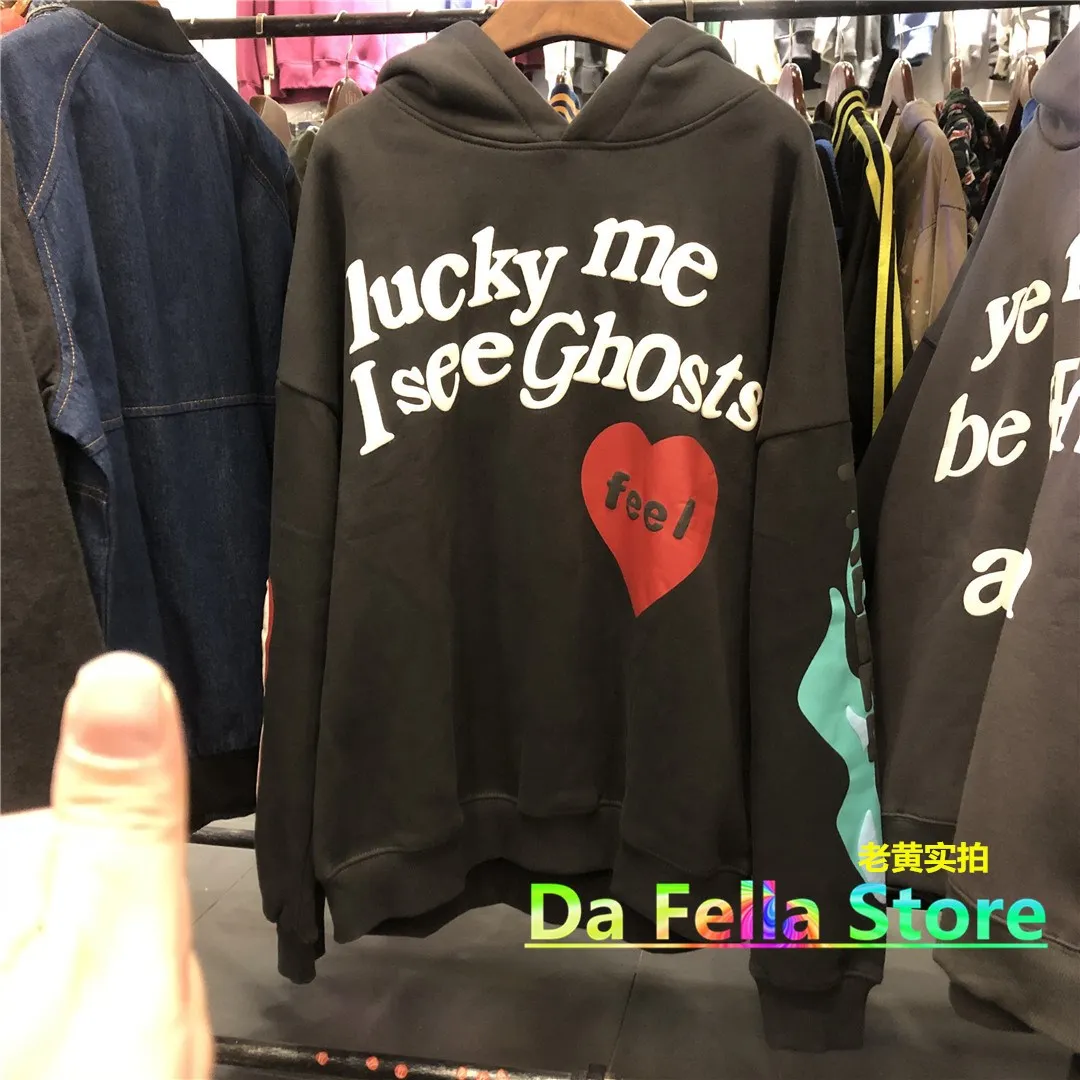 lucky me
I see Ghosts
feel
ye
be
a
老黄实拍
Da Fella Store